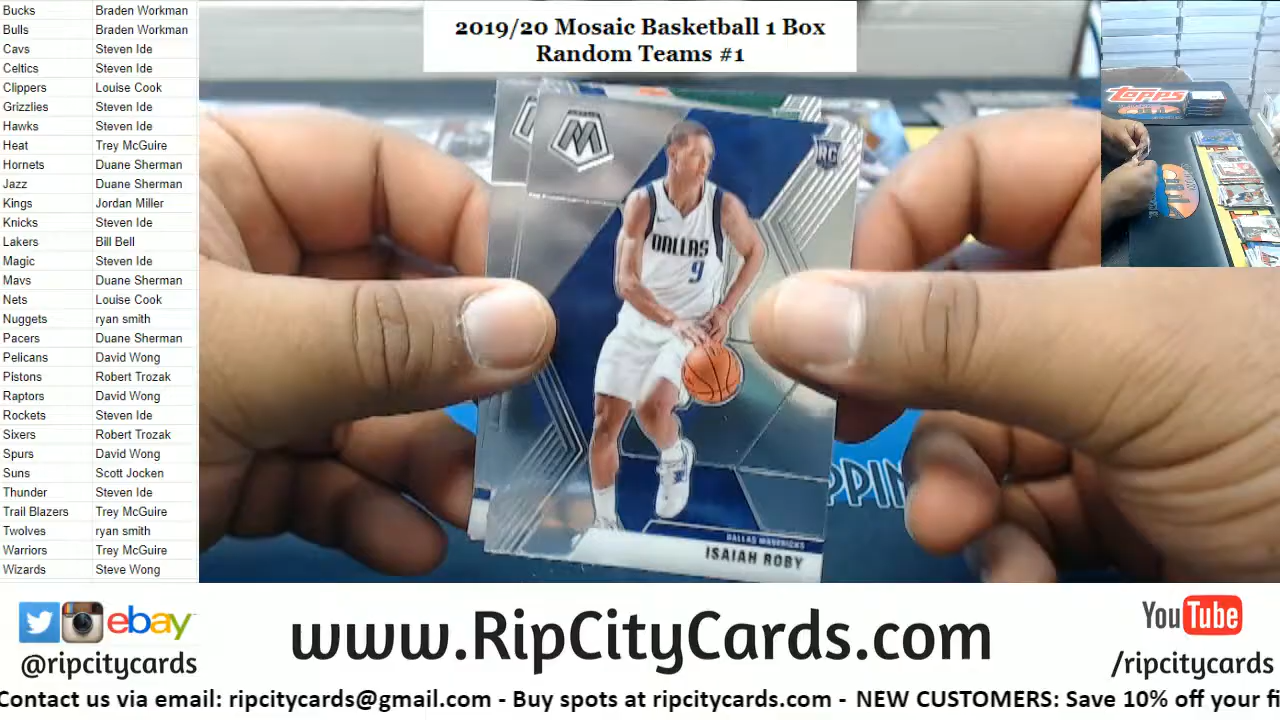 Bucks Braden Workman
Bulls Braden Workman
Cavs Steven Ide
Celtics Steven Ide
Clippers Louise Cook
Grizzlies Steven Ide
Hawks Steven Ide
Heat Trey McGuire
Hornets Duane Sherman
Jazz Duane Sherman
Kings Jordan Miller
Knicks Steven Ide
Lakers Bill Bell
Magic Steven Ide
Mavs Duane Sherman
Nets Louise Cook
Nuggets ryan smith
Pacers Duane Sherman
Pelicans David Wong
Pistons Robert Trozak
Raptors David Wong
Rockets Steven Ide
Sixers Robert Trozak
Spurs David Wong
Suns Scott Jocken
Thunder Steven Ide
Trail Blazers Trey McGuire
Twolves ryan smith
Warriors Trey McGuire
Wizards Steve Wong
2019/20 Mosaic Basketball 1 Box
Random Teams #1
M
RC
DALLAS
9
DALLAS MAVERICKS
ISAIAH ROBY
PPIN
Topps
ebay
@ripcitycards
www.RipCityCards.com
YouTube
/ripcitycards
Contact us via email: ripcitycards@gmail.com - Buy spots at ripcitycards.com - NEW CUSTOMERS: Save 10% off your fi